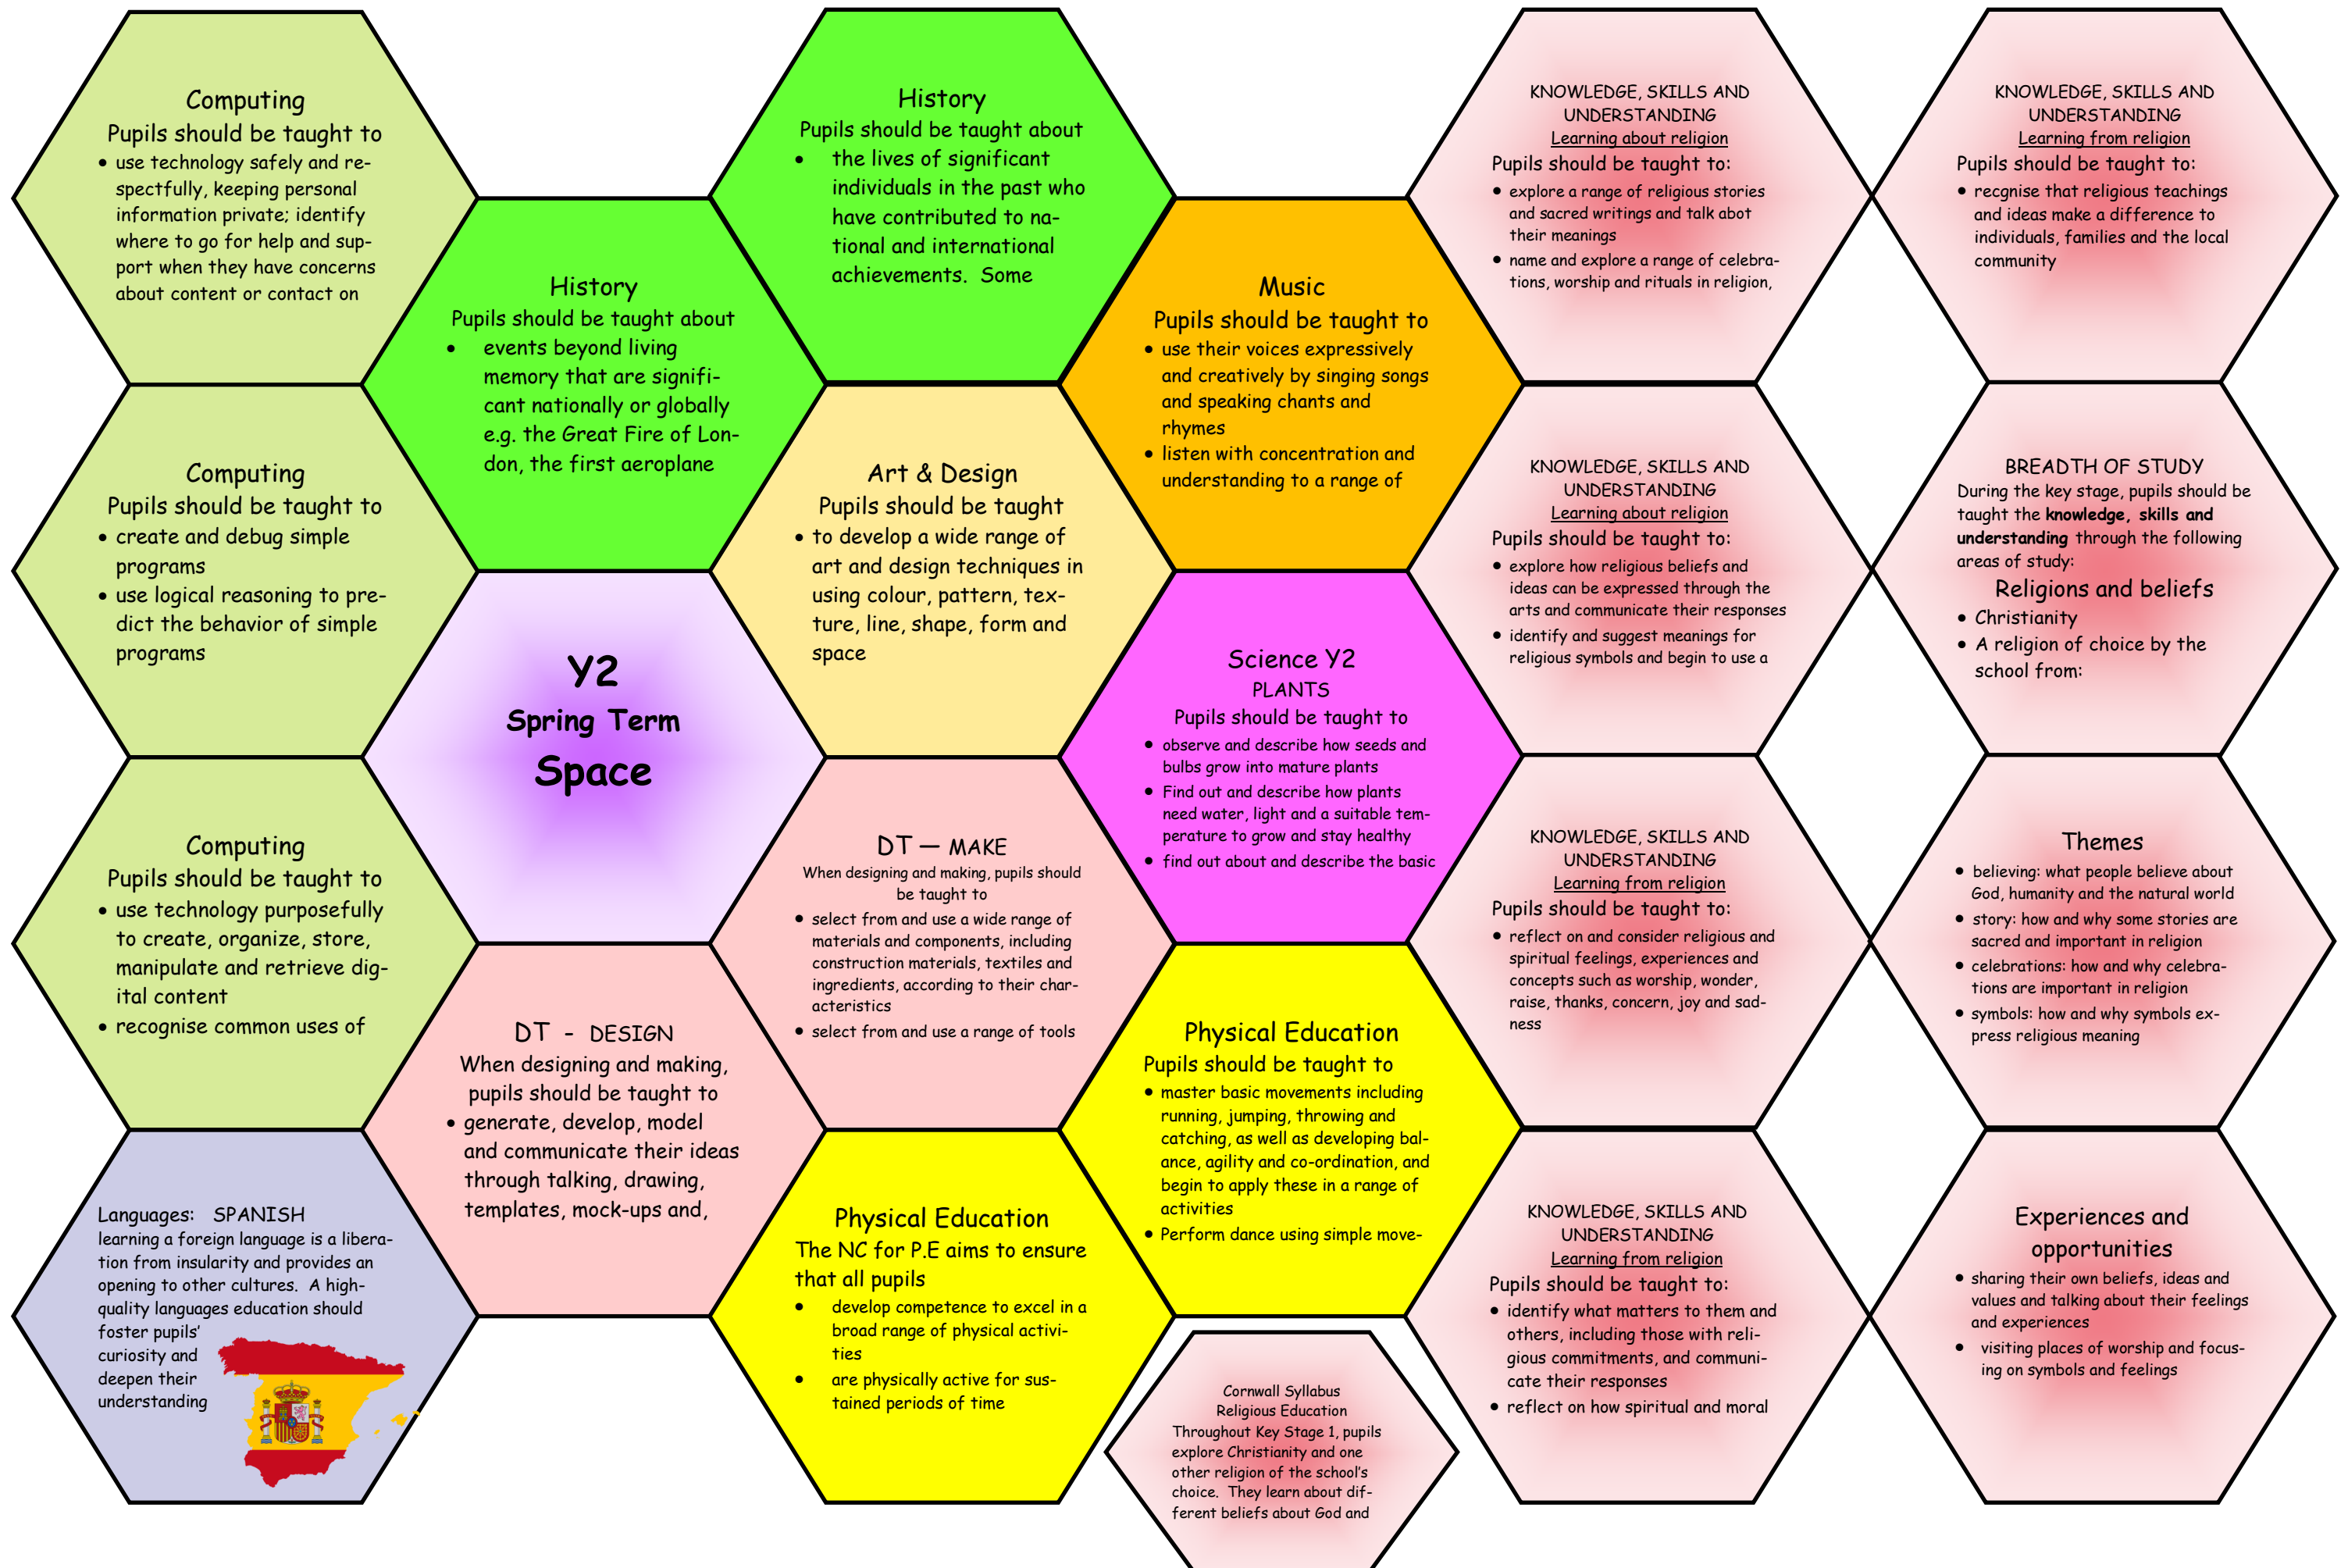 Computing
Pupils should be taught to
• use technology safely and re-
spectfully, keeping personal
information private; identify
where to go for help and sup-
port when they have concerns
about content or contact on
Computing
Pupils should be taught to
• create and debug simple
programs
• use logical reasoning to pre-
dict the behavior of simple
programs
Computing
Pupils should be taught to
• use technology purposefully
to create, organize, store,
manipulate and retrieve dig-
ital content
• recognise common uses of
Languages: SPANISH
learning a foreign language is a libera-
tion from insularity and provides an
opening to other cultures. A high-
quality languages education should
foster pupils’
curiosity and
deepen their
understanding
History
Pupils should be taught about
• events beyond living
memory that are signifi-
cant nationally or globally
e.g. the Great Fire of Lon-
don, the first aeroplane
Y2
Spring Term
Space
DT - DESIGN
When designing and making,
pupils should be taught to
• generate, develop, model
and communicate their ideas
through talking, drawing,
templates, mock-ups and,
History
Pupils should be taught about
• the lives of significant
individuals in the past who
have contributed to na-
tional and international
achievements. Some
Art & Design
Pupils should be taught
• to develop a wide range of
art and design techniques in
using colour, pattern, tex-
ture, line, shape, form and
space
DT — MAKE
When designing and making, pupils should
be taught to
• select from and use a wide range of
materials and components, including
construction materials, textiles and
ingredients, according to their char-
acteristics
• select from and use a range of tools
Physical Education
The NC for P.E aims to ensure
that all pupils
• develop competence to excel in a
broad range of physical activi-
ties
• are physically active for sus-
tained periods of time
Music
Pupils should be taught to
• use their voices expressively
and creatively by singing songs
and speaking chants and
rhymes
• listen with concentration and
understanding to a range of
Science Y2
PLANTS
Pupils should be taught to
• observe and describe how seeds and
bulbs grow into mature plants
• Find out and describe how plants
need water, light and a suitable tem-
perature to grow and stay healthy
• find out about and describe the basic
Physical Education
Pupils should be taught to
• master basic movements including
running, jumping, throwing and
catching, as well as developing bal-
ance, agility and co-ordination, and
begin to apply these in a range of
activities
• Perform dance using simple move-
Cornwall Syllabus
Religious Education
Throughout Key Stage 1, pupils
explore Christianity and one
other religion of the school’s
choice. They learn about dif-
ferent beliefs about God and
KNOWLEDGE, SKILLS AND
UNDERSTANDING
Learning about religion
Pupils should be taught to:
• explore a range of religious stories
and sacred writings and talk abot
their meanings
• name and explore a range of celebra-
tions, worship and rituals in religion,
KNOWLEDGE, SKILLS AND
UNDERSTANDING
Learning about religion
Pupils should be taught to:
• explore how religious beliefs and
ideas can be expressed through the
arts and communicate their responses
• identify and suggest meanings for
religious symbols and begin to use a
KNOWLEDGE, SKILLS AND
UNDERSTANDING
Learning from religion
Pupils should be taught to:
• reflect on and consider religious and
spiritual feelings, experiences and
concepts such as worship, wonder,
raise, thanks, concern, joy and sad-
ness
KNOWLEDGE, SKILLS AND
UNDERSTANDING
Learning from religion
Pupils should be taught to:
• identify what matters to them and
others, including those with reli-
gious commitments, and communi-
cate their responses
• reflect on how spiritual and moral
KNOWLEDGE, SKILLS AND
UNDERSTANDING
Learning from religion
Pupils should be taught to:
• recgnise that religious teachings
and ideas make a difference to
individuals, families and the local
community
BREADTH OF STUDY
During the key stage, pupils should be
taught the knowledge, skills and
understanding through the following
areas of study:
Religions and beliefs
• Christianity
• A religion of choice by the
school from:
Themes
• believing: what people believe about
God, humanity and the natural world
• story: how and why some stories are
sacred and important in religion
• celebrations: how and why celebra-
tions are important in religion
• symbols: how and why symbols ex-
press religious meaning
Experiences and
opportunities
• sharing their own beliefs, ideas and
values and talking about their feelings
and experiences
• visiting places of worship and focus-
ing on symbols and feelings